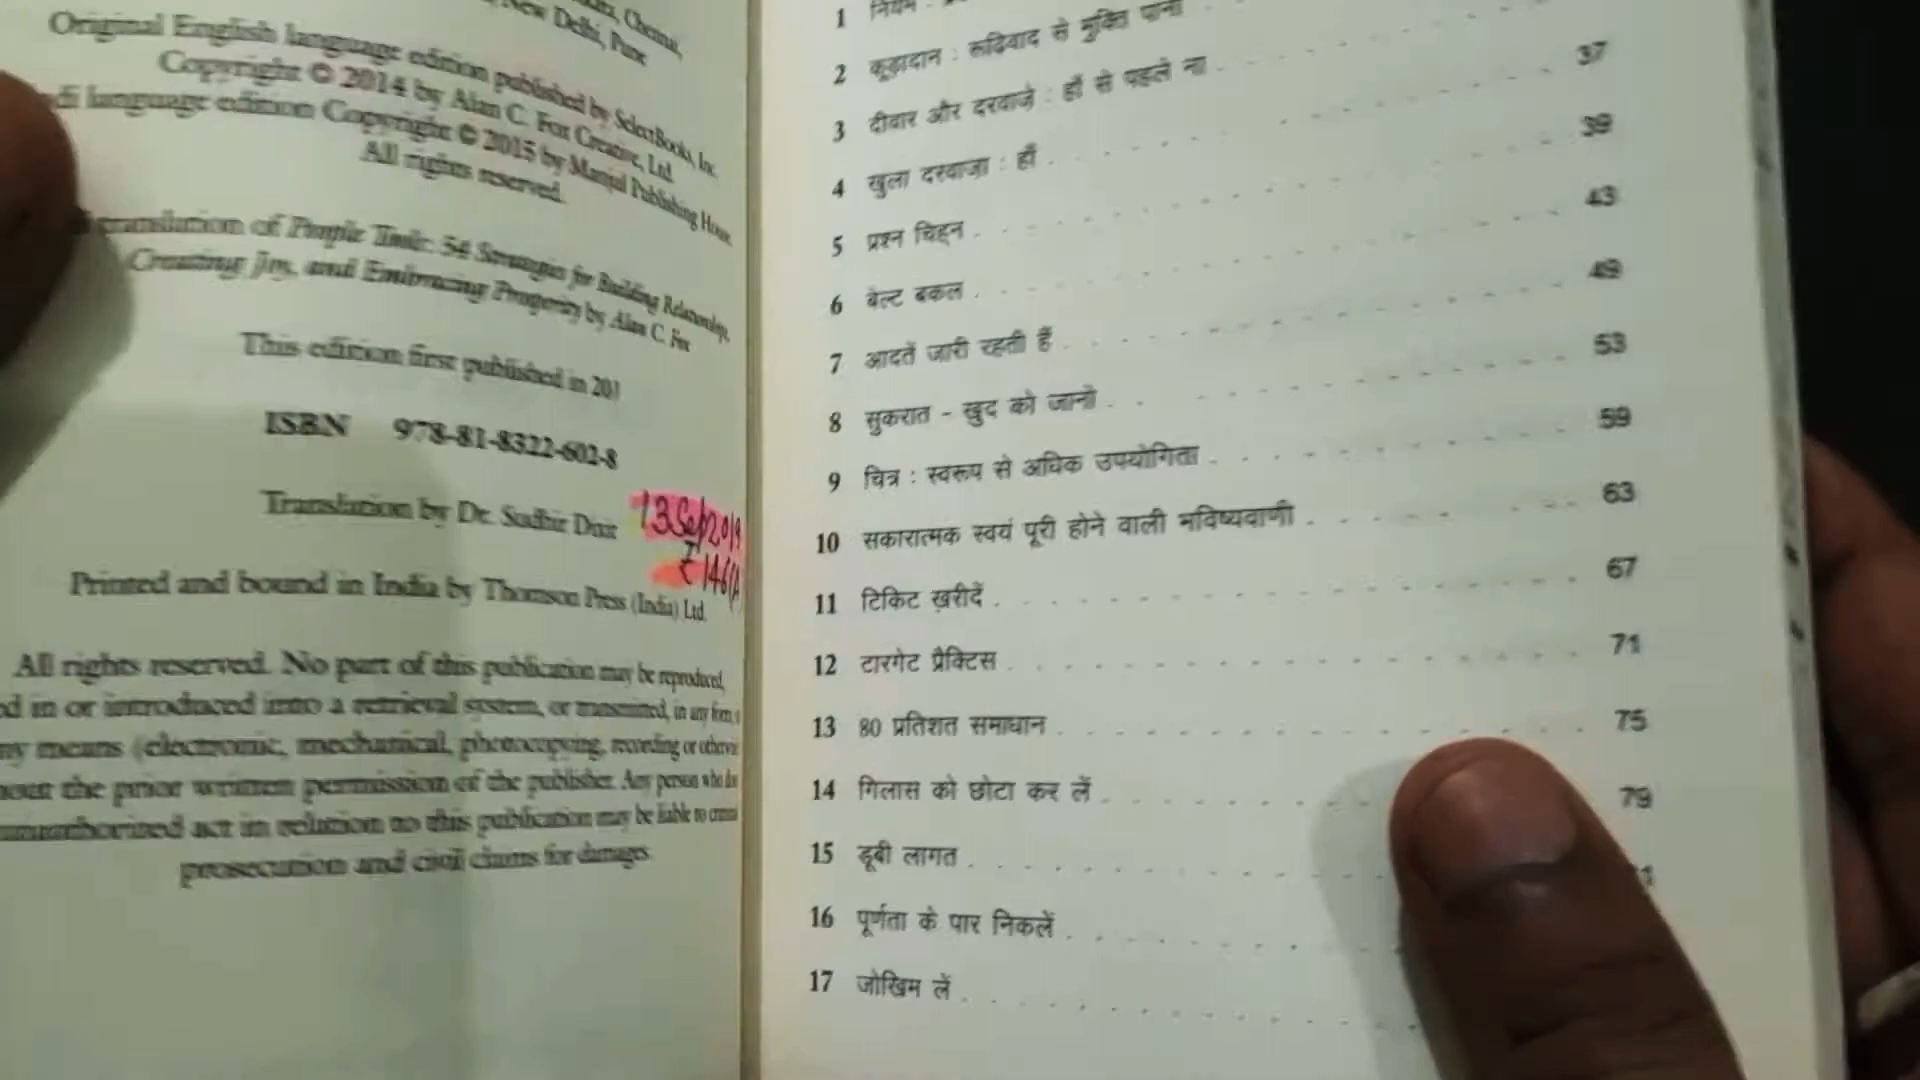 Chennai,
New Delhi, Pune
Original English language edition published by SelectBooks, Inc.
Copyright © 2014 by Alan C. Fox Creative, Ltd.
language edition Copyright © 2015 by Manjul Publishing House
All rights reserved.
translation of People Tools: 54 Strategies for Building Relationships,
Creating Joy, and Embracing Prosperity by Alan C. Fox
This edition first published in 201
ISBN 978-81-8322-602-8
Translation by Dr. Sudhir Dixit
13 Sep 2019
₹ 146
Printed and bound in India by Thomson Press (India) Ltd.
All rights reserved. No part of this publication may be reproduced,
in or introduced into a retrieval system, or transmitted, in any form,
means (electronic, mechanical, photocopying, recording or otherwise
the prior written permission of the publisher. Any person who does
unauthorized act in relation to this publication may be liable to criminal
prosecution and civil claims for damages.
1 नियम :
2 कूड़ादान : रूढ़िवाद से मुक्ति पाना
3 दीवार और दरवाज़े : हाँ से पहले ना . . . 37
4 खुला दरवाज़ा : हाँ . . . 39
5 प्रश्न चिह्न . . . 43
6 बेल्ट बकल . . . 49
7 आदतें जारी रहती हैं . . . 53
8 सुकरात - खुद को जानो . . . 59
9 चित्र : स्वरूप से अधिक उपयोगिता . . . 63
10 सकारात्मक स्वयं पूरी होने वाली भविष्यवाणी . . . 67
11 टिकिट ख़रीदें . . . 71
12 टारगेट प्रैक्टिस . . . 75
13 80 प्रतिशत समाधान . . . 79
14 गिलास को छोटा कर लें
15 डूबी लागत
16 पूर्णता के पार निकलें
17 जोखिम लें